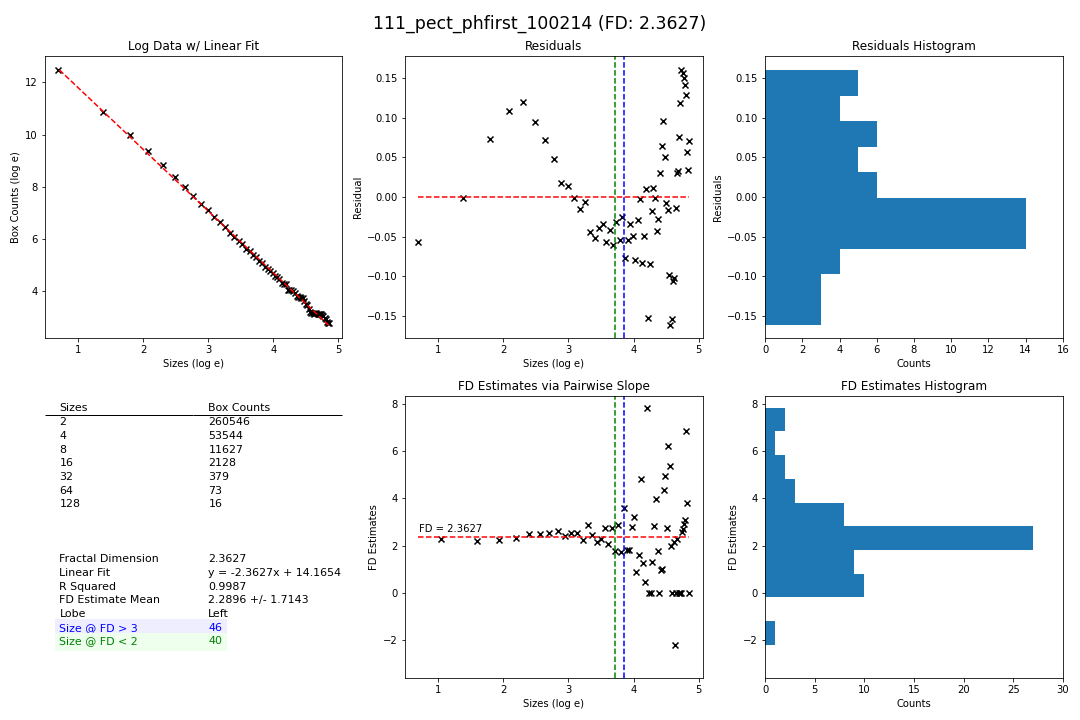 111_pect_phfirst_100214 (FD: 2.3627)
Log Data w/ Linear Fit
Box Counts (log e)
12
10
8
6
4
1 2 3 4 5
Sizes (log e)
Residuals
Residual
0.15
0.10
0.05
0.00
−0.05
−0.10
−0.15
1 2 3 4 5
Sizes (log e)
Residuals Histogram
Residuals
0.15
0.10
0.05
0.00
−0.05
−0.10
−0.15
0 2 4 6 8 10 12 14 16
Counts
Sizes Box Counts
2 260546
4 53544
8 11627
16 2128
32 379
64 73
128 16
Fractal Dimension 2.3627
Linear Fit y = -2.3627x + 14.1654
R Squared 0.9987
FD Estimate Mean 2.2896 +/- 1.7143
Lobe Left
Size @ FD > 3 46
Size @ FD < 2 40
FD Estimates via Pairwise Slope
FD Estimates
8
6
4
2
0
−2
FD = 2.3627
1 2 3 4 5
Sizes (log e)
FD Estimates Histogram
FD Estimates
8
6
4
2
0
−2
0 5 10 15 20 25 30
Counts